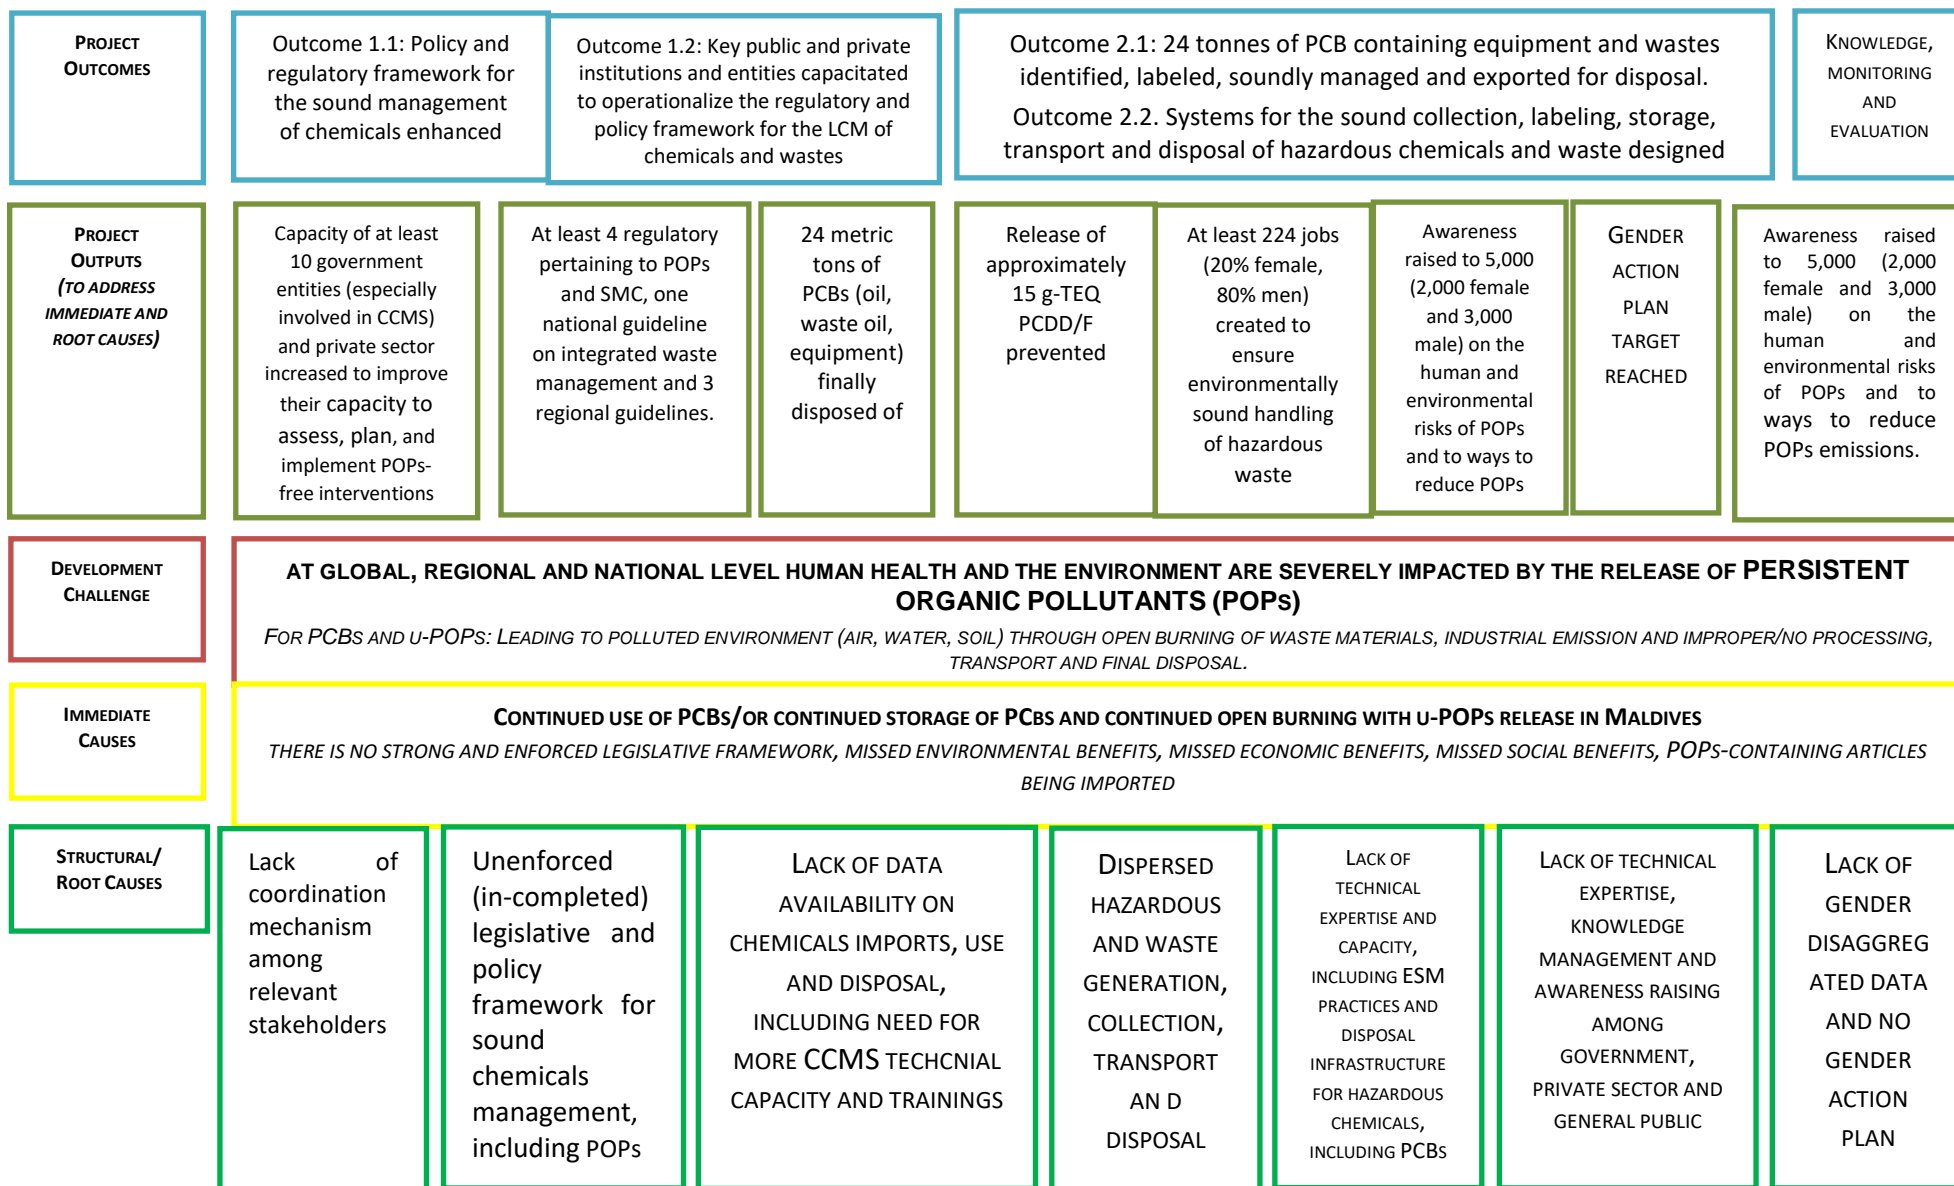 PROJECT
OUTCOMES
Outcome 1.1: Policy and
regulatory framework for
the sound management
of chemicals enhanced
Outcome 1.2: Key public and private
institutions and entities capacitated
to operationalize the regulatory and
policy framework for the LCM of
chemicals and wastes
Outcome 2.1: 24 tonnes of PCB containing equipment and wastes
identified, labeled, soundly managed and exported for disposal.
Outcome 2.2. Systems for the sound collection, labeling, storage,
transport and disposal of hazardous chemicals and waste designed
KNOWLEDGE,
MONITORING
AND
EVALUATION
PROJECT
OUTPUTS
(TO ADDRESS
IMMEDIATE AND
ROOT CAUSES)
Capacity of at least
10 government
entities (especially
involved in CCMS)
and private sector
increased to improve
their capacity to
assess, plan, and
implement POPs-
free interventions
At least 4 regulatory
pertaining to POPs
and SMC, one
national guideline
on integrated waste
management and 3
regional guidelines.
24 metric
tons of
PCBs (oil,
waste oil,
equipment)
finally
disposed of
Release of
approximately
15 g-TEQ
PCDD/F
prevented
At least 224 jobs
(20% female,
80% men)
created to
ensure
environmentally
sound handling
of hazardous
waste
Awareness
raised to 5,000
(2,000 female
and 3,000
male) on the
human and
environmental
risks of POPs
and to ways to
reduce POPs
GENDER
ACTION
PLAN
TARGET
REACHED
Awareness raised
to 5,000 (2,000
female and 3,000
male) on the
human and
environmental risks
of POPs and to
ways to reduce
POPs emissions.
DEVELOPMENT
CHALLENGE
AT GLOBAL, REGIONAL AND NATIONAL LEVEL HUMAN HEALTH AND THE ENVIRONMENT ARE SEVERELY IMPACTED BY THE RELEASE OF PERSISTENT
ORGANIC POLLUTANTS (POPS)
FOR PCBS AND U-POPS: LEADING TO POLLUTED ENVIRONMENT (AIR, WATER, SOIL) THROUGH OPEN BURNING OF WASTE MATERIALS, INDUSTRIAL EMISSION AND IMPROPER/NO PROCESSING,
TRANSPORT AND FINAL DISPOSAL.
IMMEDIATE
CAUSES
CONTINUED USE OF PCBS/OR CONTINUED STORAGE OF PCBS AND CONTINUED OPEN BURNING WITH U-POPS RELEASE IN MALDIVES
THERE IS NO STRONG AND ENFORCED LEGISLATIVE FRAMEWORK, MISSED ENVIRONMENTAL BENEFITS, MISSED ECONOMIC BENEFITS, MISSED SOCIAL BENEFITS, POPS-CONTAINING ARTICLES
BEING IMPORTED
STRUCTURAL/
ROOT CAUSES
Lack of
coordination
mechanism
among
relevant
stakeholders
Unenforced
(in-completed)
legislative and
policy
framework for
sound
chemicals
management,
including POPs
LACK OF DATA
AVAILABILITY ON
CHEMICALS IMPORTS, USE
AND DISPOSAL,
INCLUDING NEED FOR
MORE CCMS TECHCNIAL
CAPACITY AND TRAININGS
DISPERSED
HAZARDOUS
AND WASTE
GENERATION,
COLLECTION,
TRANSPORT
AN D
DISPOSAL
LACK OF
TECHNICAL
EXPERTISE AND
CAPACITY,
INCLUDING ESM
PRACTICES AND
DISPOSAL
INFRASTRUCTURE
FOR HAZARDOUS
CHEMICALS,
INCLUDING PCBS
LACK OF TECHNICAL
EXPERTISE,
KNOWLEDGE
MANAGEMENT AND
AWARENESS RAISING
AMONG
GOVERNMENT,
PRIVATE SECTOR AND
GENERAL PUBLIC
LACK OF
GENDER
DISAGGREG
ATED DATA
AND NO
GENDER
ACTION
PLAN